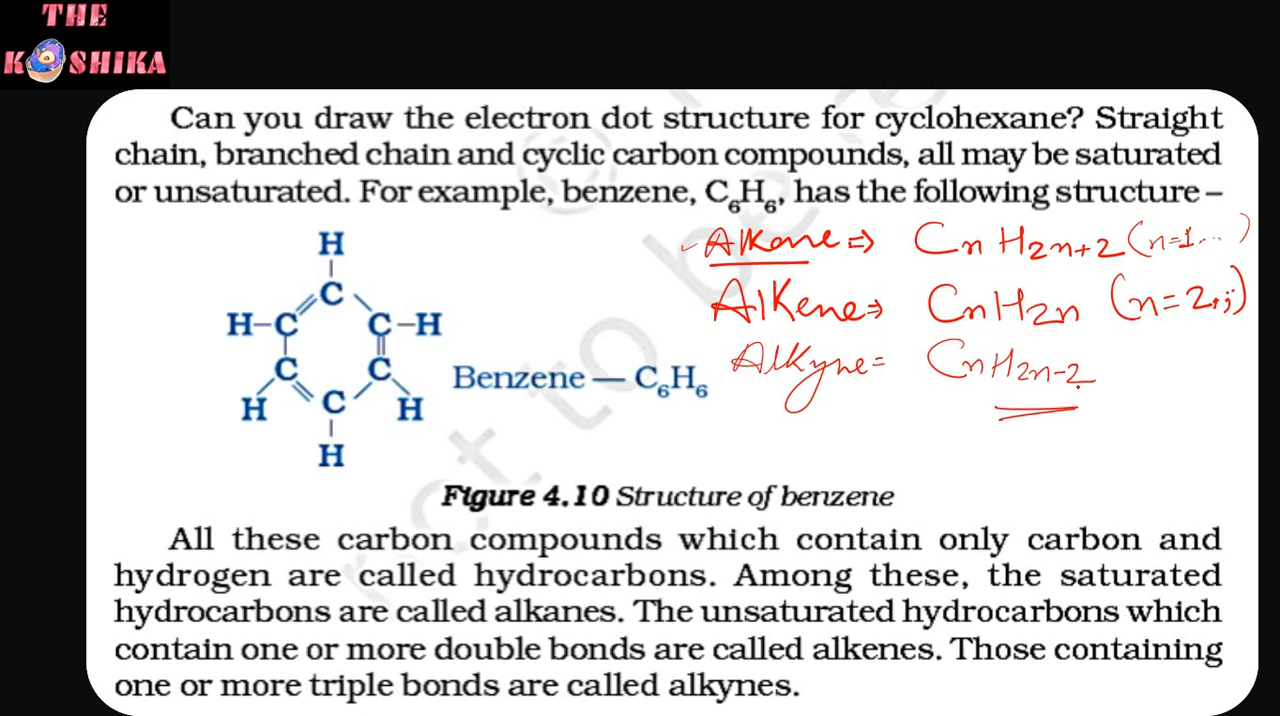 THE
KOSHIKA
Can you draw the electron dot structure for cyclohexane? Straight
chain, branched chain and cyclic carbon compounds, all may be saturated
or unsaturated. For example, benzene, C₆H₆, has the following structure –
Alkane ⇒ CnH2n+2 (n=1...)
Alkene ⇒ CnH2n (n=2,
Alkyne = CnH2n-2
H
C
H–C C–H
C C
H C H
H
Benzene — C₆H₆
Figure 4.10 Structure of benzene
All these carbon compounds which contain only carbon and
hydrogen are called hydrocarbons. Among these, the saturated
hydrocarbons are called alkanes. The unsaturated hydrocarbons which
contain one or more double bonds are called alkenes. Those containing
one or more triple bonds are called alkynes.